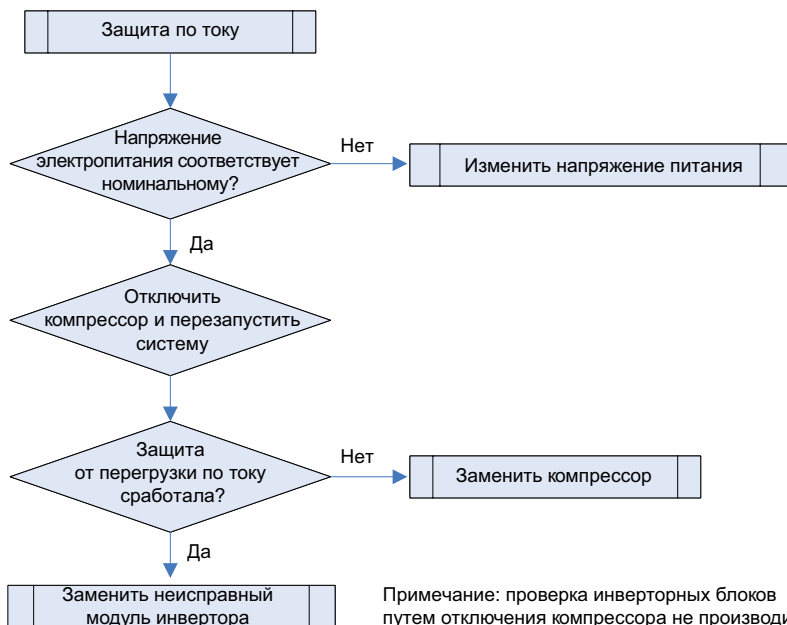 Защита по току
Напряжение
электропитания соответствует
номинальному?
Нет
Изменить напряжение питания
Да
Отключить
компрессор и перезапустить
систему
Защита
от перегрузки по току
сработала?
Нет
Заменить компрессор
Да
Заменить неисправный
модуль инвертора
Примечание: проверка инверторных блоков
путем отключения компрессора не